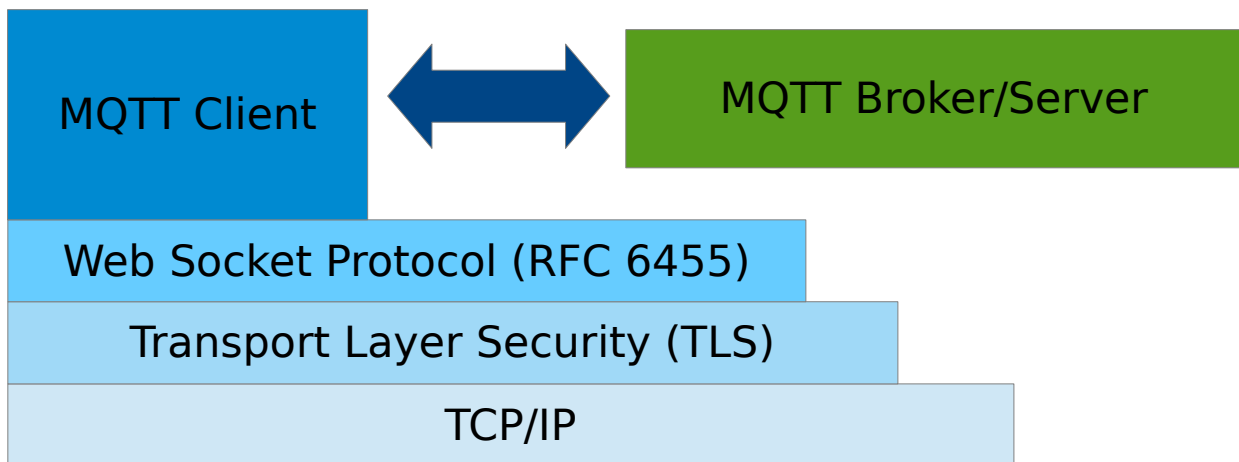 MQTT Client
MQTT Broker/Server
Web Socket Protocol (RFC 6455)
Transport Layer Security (TLS)
TCP/IP